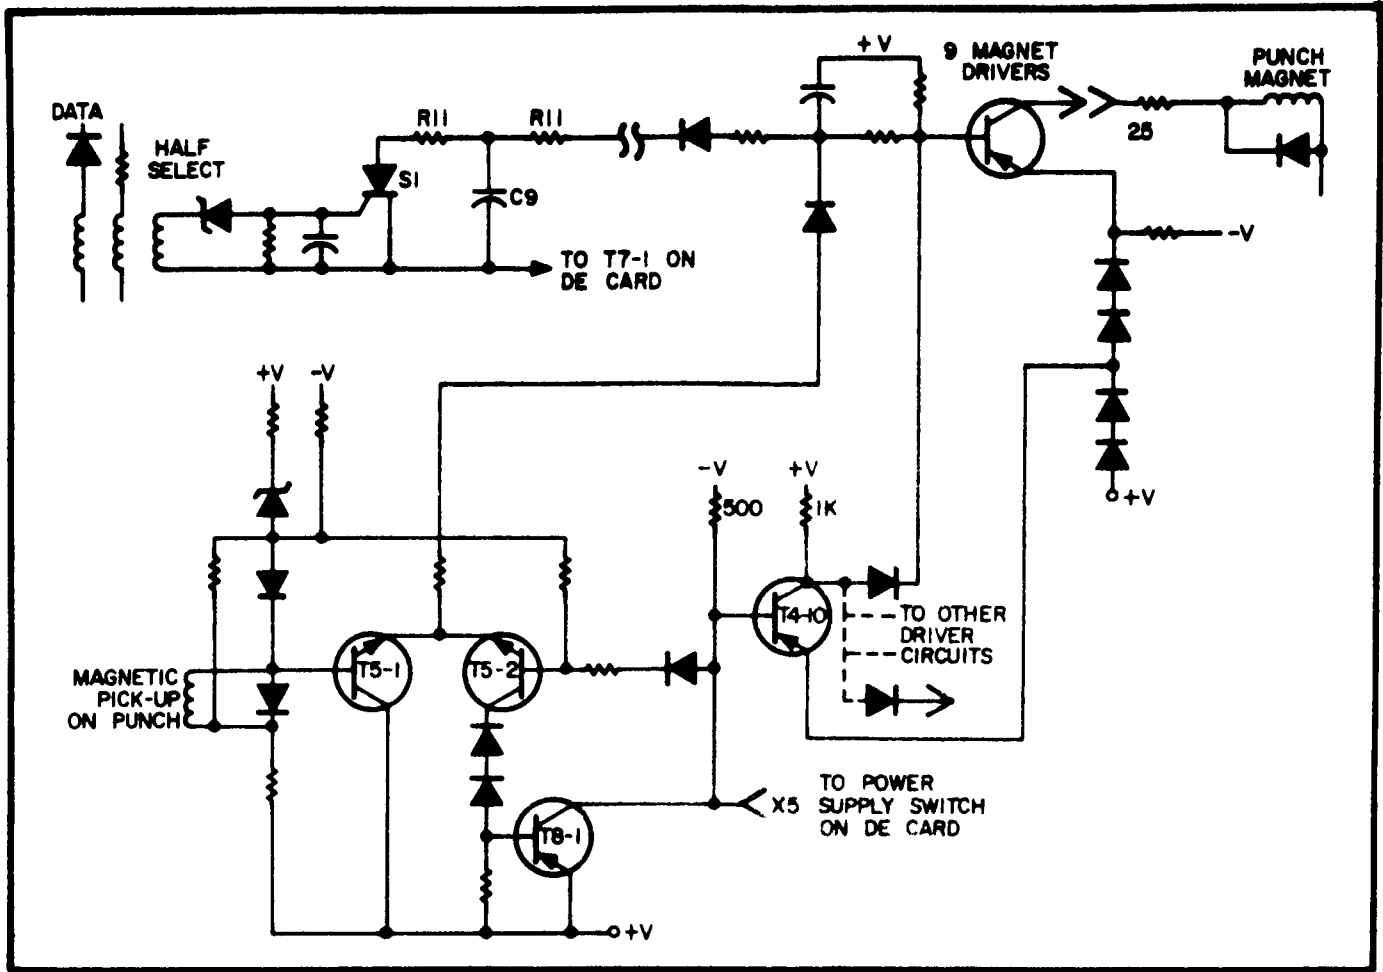 +V
9 MAGNET
DRIVERS
PUNCH
MAGNET
DATA
R11
R11
25
HALF
SELECT
S1
C9
-V
TO T7-1 ON
DE CARD
+V
-V
-V
+V
+V
500
1K
T4-10
TO OTHER
DRIVER
CIRCUITS
MAGNETIC
PICK-UP
ON PUNCH
T5-1
T5-2
X5
TO POWER
SUPPLY SWITCH
ON DE CARD
T8-1
+V